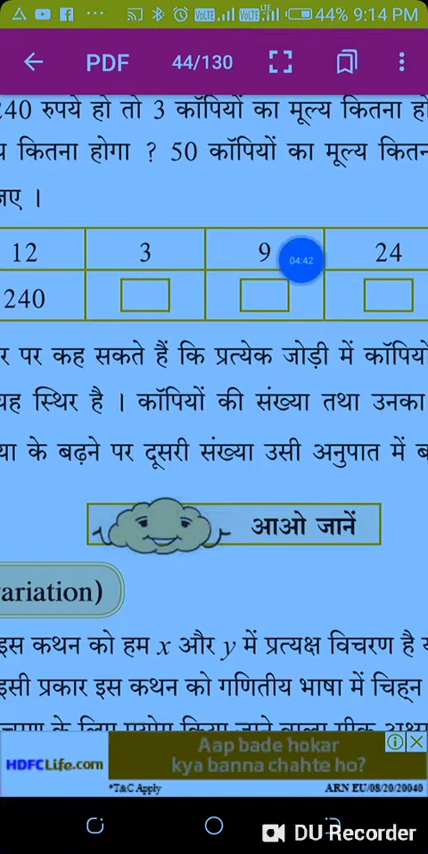 44% 9:14 PM
PDF 44/130
240 रुपये हो तो 3 कॉपियों का मूल्य कितना
कितना होगा ? 50 कॉपियों का मूल्य
12 3 9 24
04:42
240
पर कह सकते हैं कि प्रत्येक जोड़ी में
यह स्थिर है । कॉपियों की संख्या तथा उनका
के बढ़ने पर दूसरी संख्या उसी अनुपात में
आओ जानें
ariation)
इस कथन को हम x और y में प्रत्यक्ष विचरण है
इसी प्रकार इस कथन को गणितीय भाषा में चिह्न
के लिए प्रयोग किया जाने वाला ग्रीक
HDFCLife.com
Aap bade hokar
kya banna chahte ho?
*T&C Apply
ARN EU/08/20/20040
DU Recorder